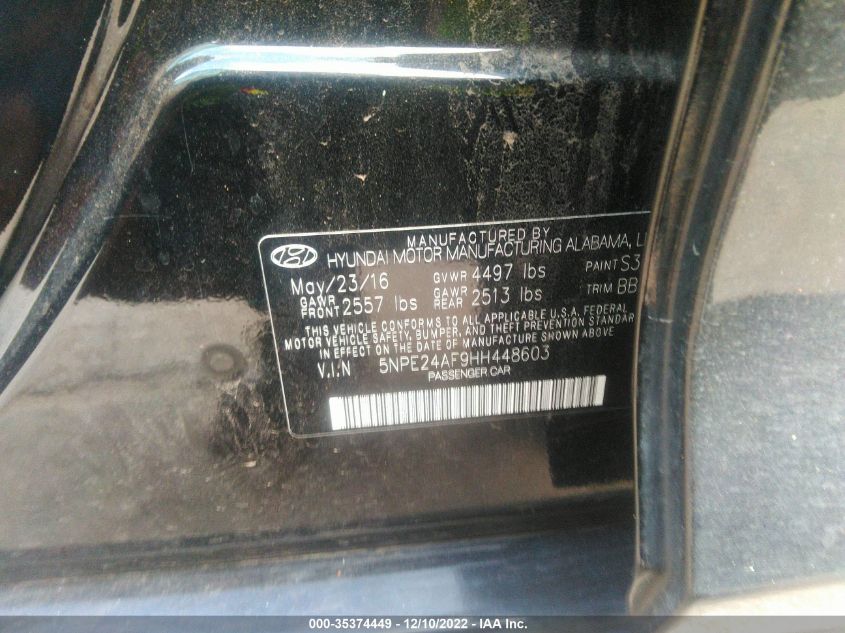 MANUFACTURED BY
HYUNDAI MOTOR MANUFACTURING ALABAMA, L
May/23/16 GVWR 4497 lbs PAINT S3
GAWR FRONT 2557 lbs GAWR REAR 2513 lbs TRIM BB
THIS VEHICLE CONFORMS TO ALL APPLICABLE U.S.A. FEDERAL
MOTOR VEHICLE SAFETY, BUMPER, AND THEFT PREVENTION STANDAR
IN EFFECT ON THE DATE OF MANUFACTURE SHOWN ABOVE
V.I.N 5NPE24AF9HH448603
PASSENGER CAR
000-35374449 - 12/10/2022 - IAA Inc.